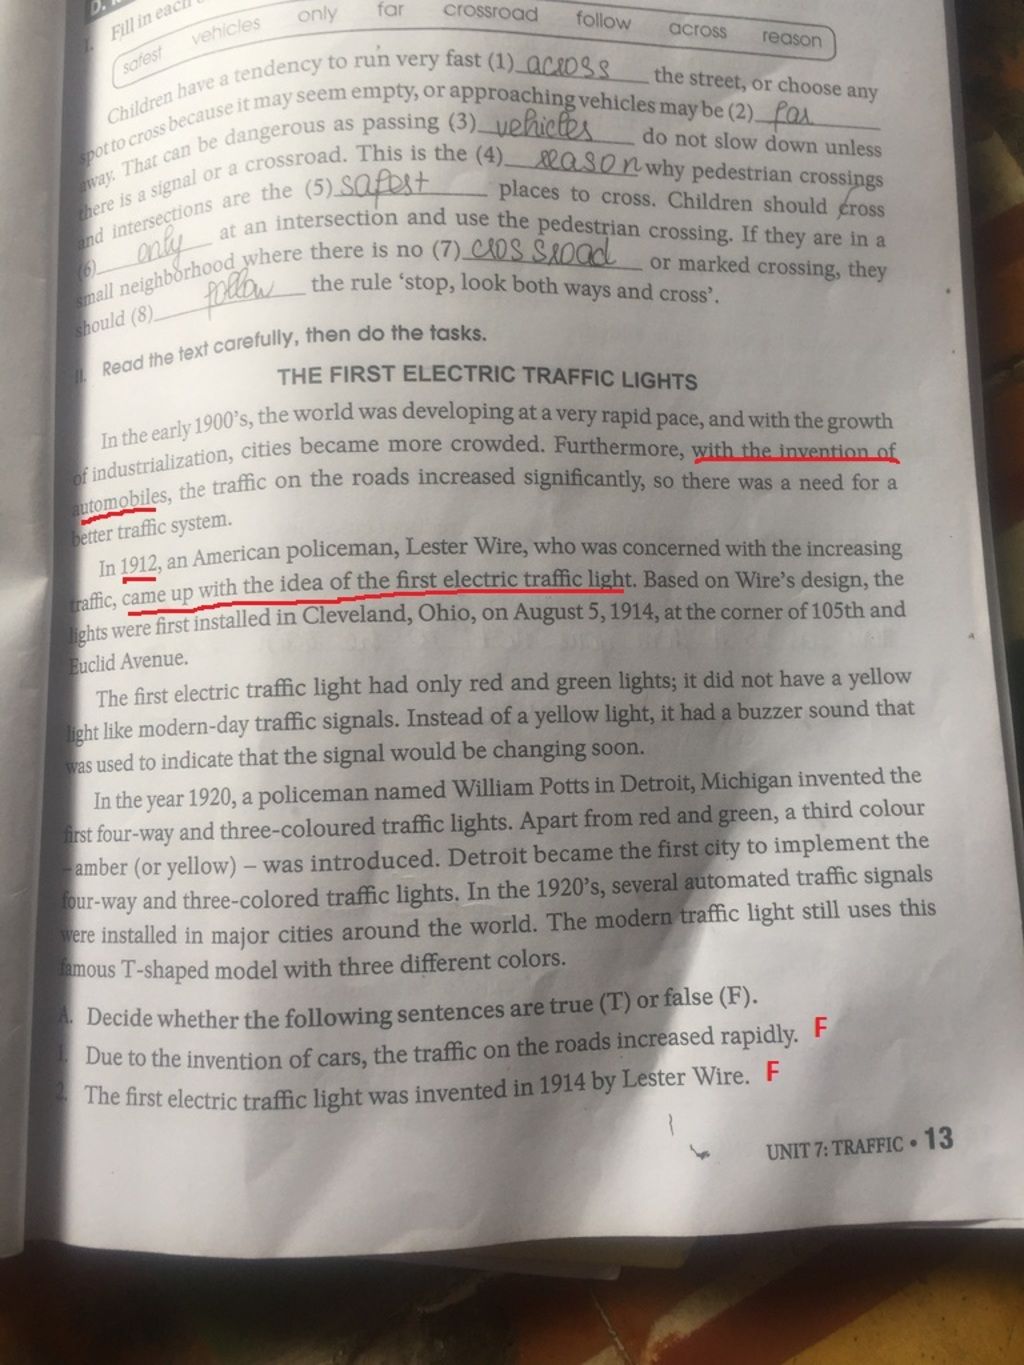 D.
I. Fill in each
safest vehicles only far crossroad follow across reason
Children have a tendency to run very fast (1) across the street, or choose any
spot to cross because it may seem empty, or approaching vehicles may be (2) far
away. That can be dangerous as passing (3) vehicles do not slow down unless
there is a signal or a crossroad. This is the (4) reason why pedestrian crossings
and intersections are the (5) safest places to cross. Children should cross
(6) only at an intersection and use the pedestrian crossing. If they are in a
small neighborhood where there is no (7) crossroad or marked crossing, they
should (8) follow the rule ‘stop, look both ways and cross’.
II. Read the text carefully, then do the tasks.
THE FIRST ELECTRIC TRAFFIC LIGHTS
In the early 1900’s, the world was developing at a very rapid pace, and with the growth
of industrialization, cities became more crowded. Furthermore, with the invention of
automobiles, the traffic on the roads increased significantly, so there was a need for a
better traffic system.
In 1912, an American policeman, Lester Wire, who was concerned with the increasing
traffic, came up with the idea of the first electric traffic light. Based on Wire’s design, the
lights were first installed in Cleveland, Ohio, on August 5, 1914, at the corner of 105th and
Euclid Avenue.
The first electric traffic light had only red and green lights; it did not have a yellow
light like modern-day traffic signals. Instead of a yellow light, it had a buzzer sound that
was used to indicate that the signal would be changing soon.
In the year 1920, a policeman named William Potts in Detroit, Michigan invented the
first four-way and three-coloured traffic lights. Apart from red and green, a third colour
– amber (or yellow) – was introduced. Detroit became the first city to implement the
four-way and three-colored traffic lights. In the 1920’s, several automated traffic signals
were installed in major cities around the world. The modern traffic light still uses this
famous T-shaped model with three different colors.
A. Decide whether the following sentences are true (T) or false (F).
1. Due to the invention of cars, the traffic on the roads increased rapidly. F
2. The first electric traffic light was invented in 1914 by Lester Wire. F
UNIT 7: TRAFFIC • 13